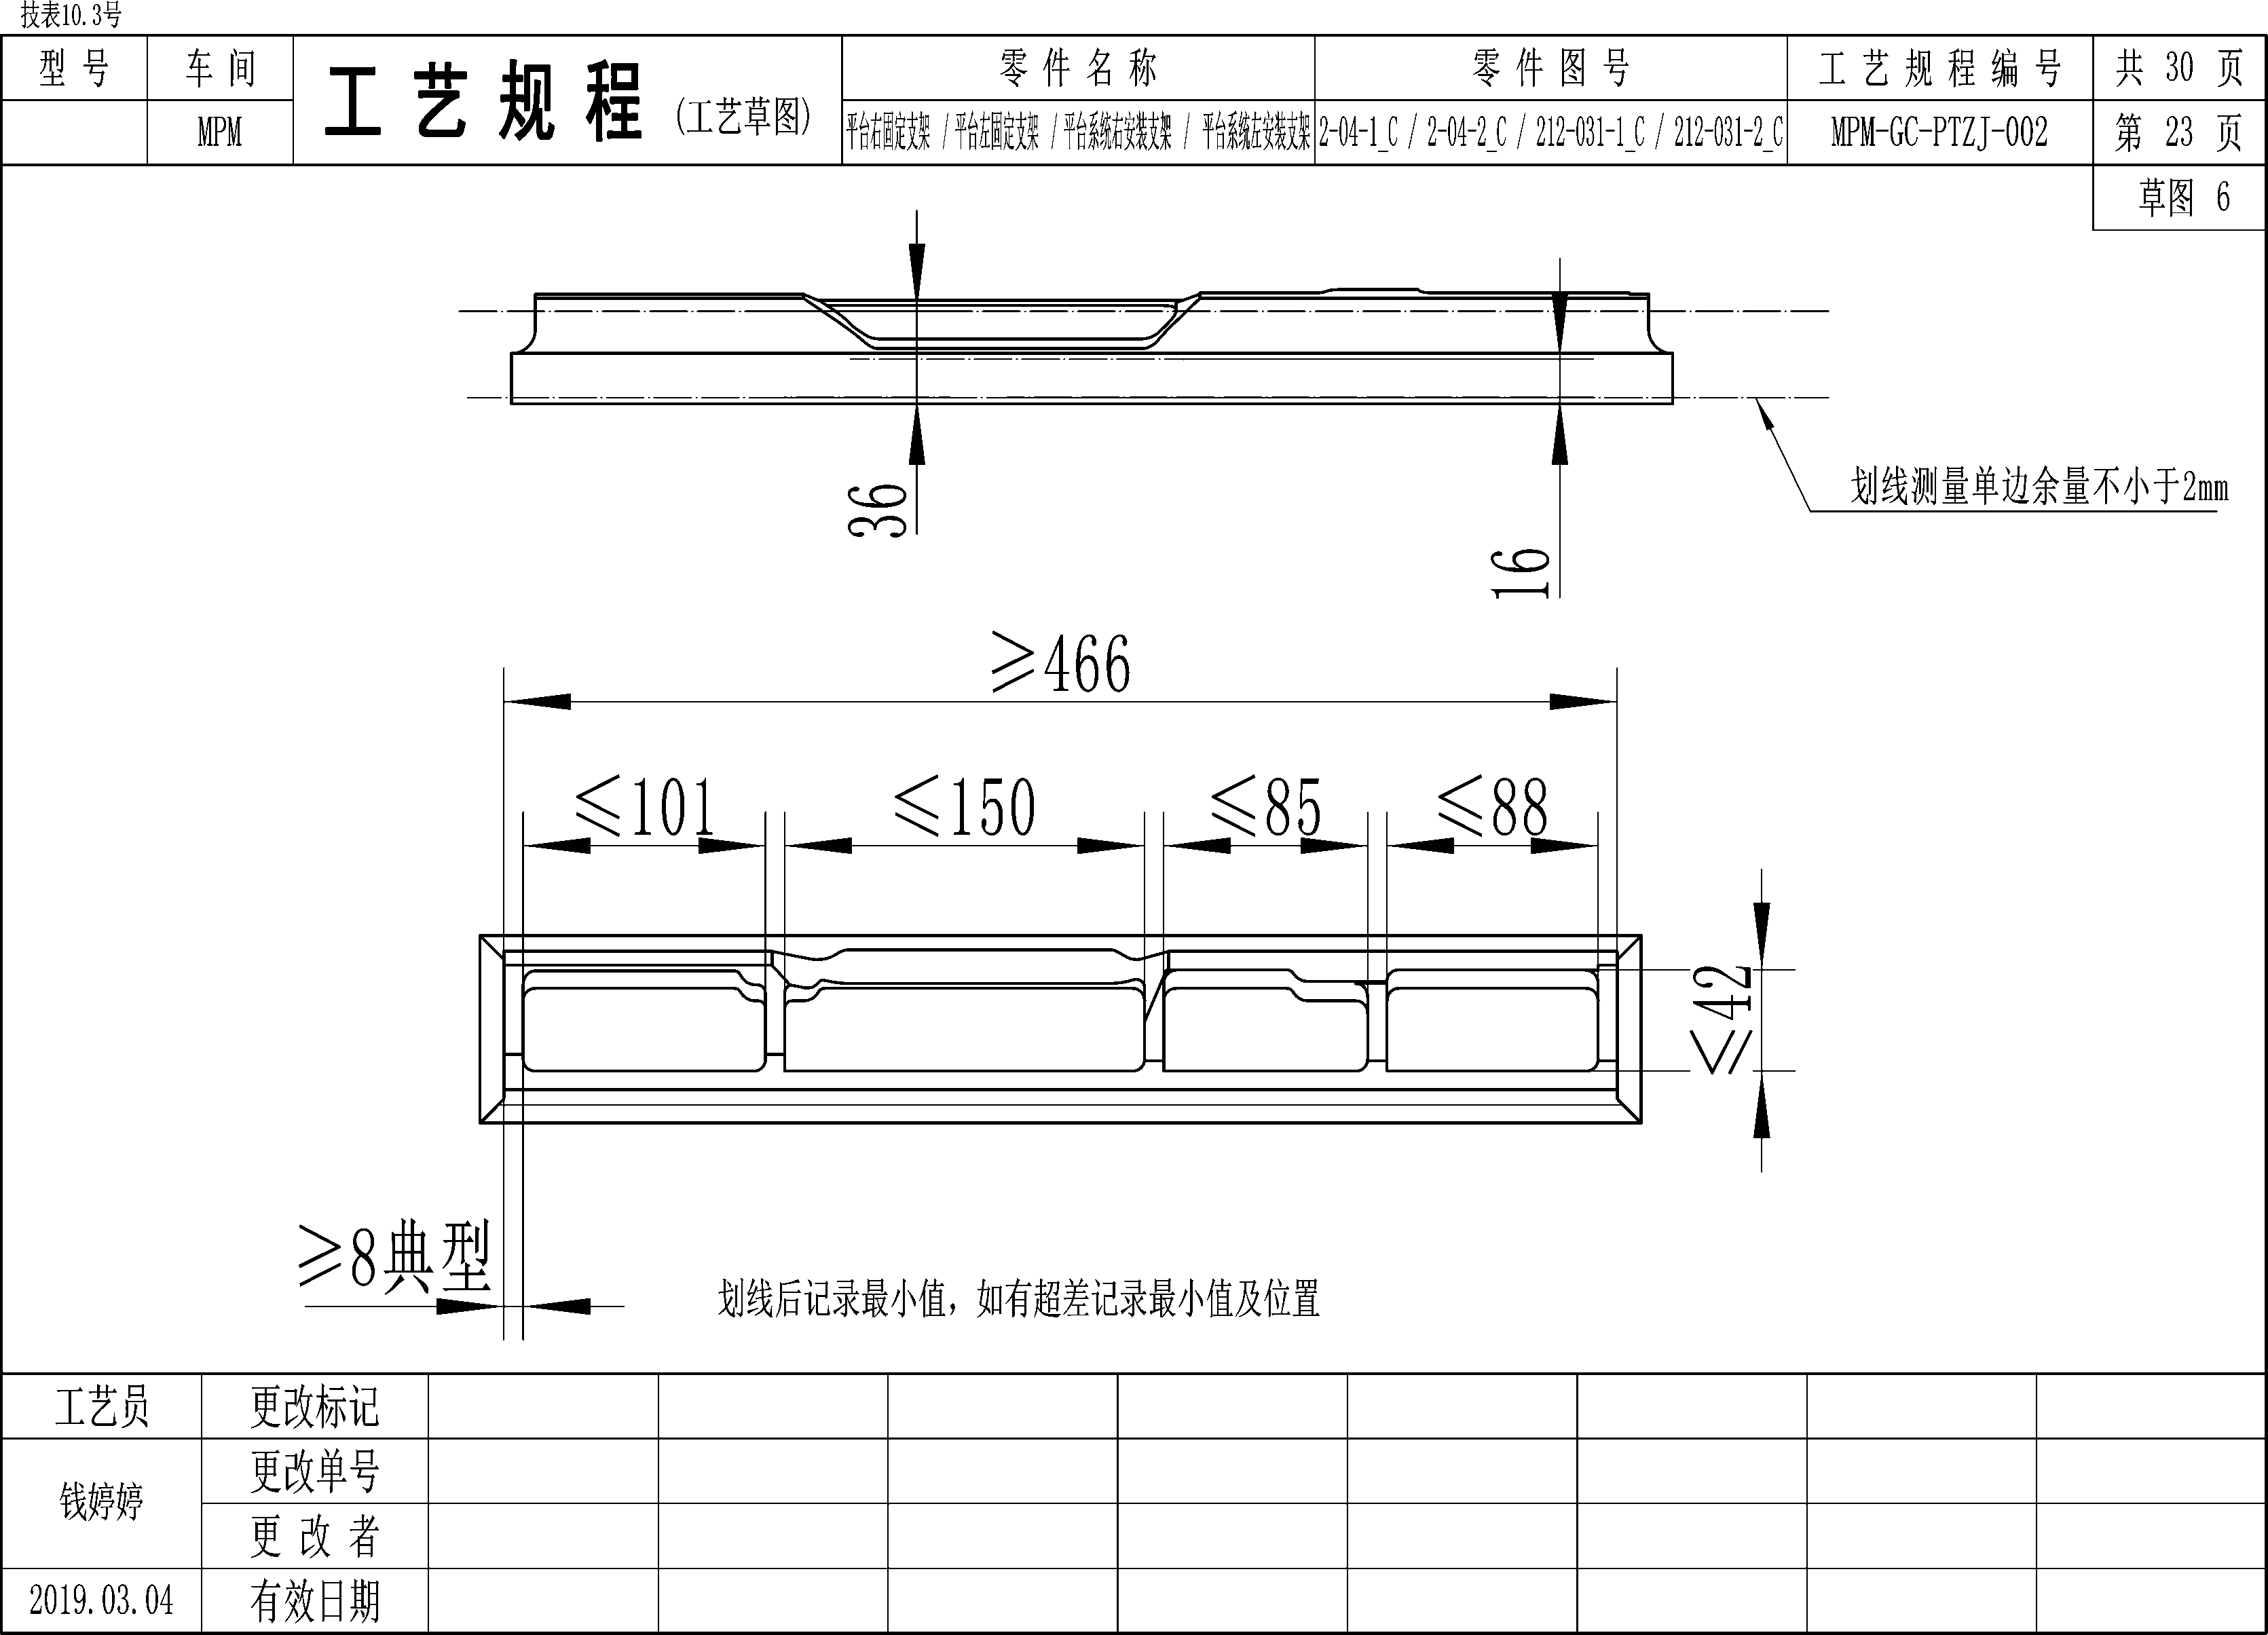 技表10.3号
型 号
车 间
工 艺 规 程 (工艺草图)
零 件 名 称
零 件 图 号
工 艺 规 程 编 号
共 30 页
MPM
平台右固定支架 / 平台左固定支架 / 平台系统右安装支架 / 平台系统左安装支架
2-04-1_C / 2-04-2_C / 212-031-1_C / 212-031-2_C
MPM-GC-PTZJ-002
第 23 页
草图 6
36
16
划线测量单边余量不小于2mm
≥466
≤101
≤150
≤85
≤88
≤42
≥8典型
划线后记录最小值，如有超差记录最小值及位置
工艺员
更改标记
钱婷婷
更改单号
更 改 者
2019.03.04
有效日期